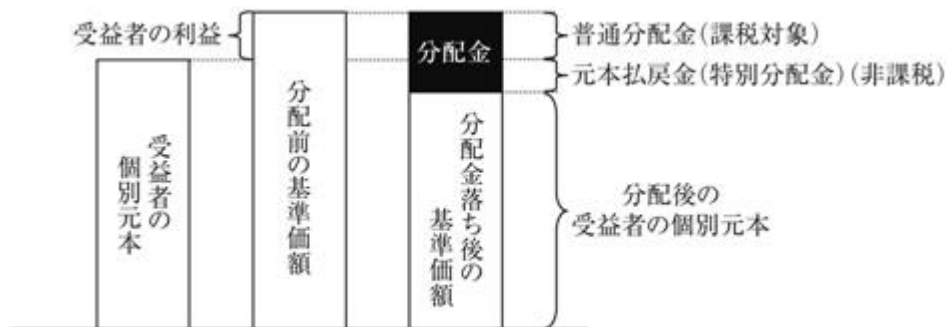 受益者の利益
分配金
普通分配金(課税対象)
元本払戻金(特別分配金)(非課税)
受益者の
個別元本
分配前の基準価額
分配金落ち後の
基準価額
分配後の
受益者の個別元本